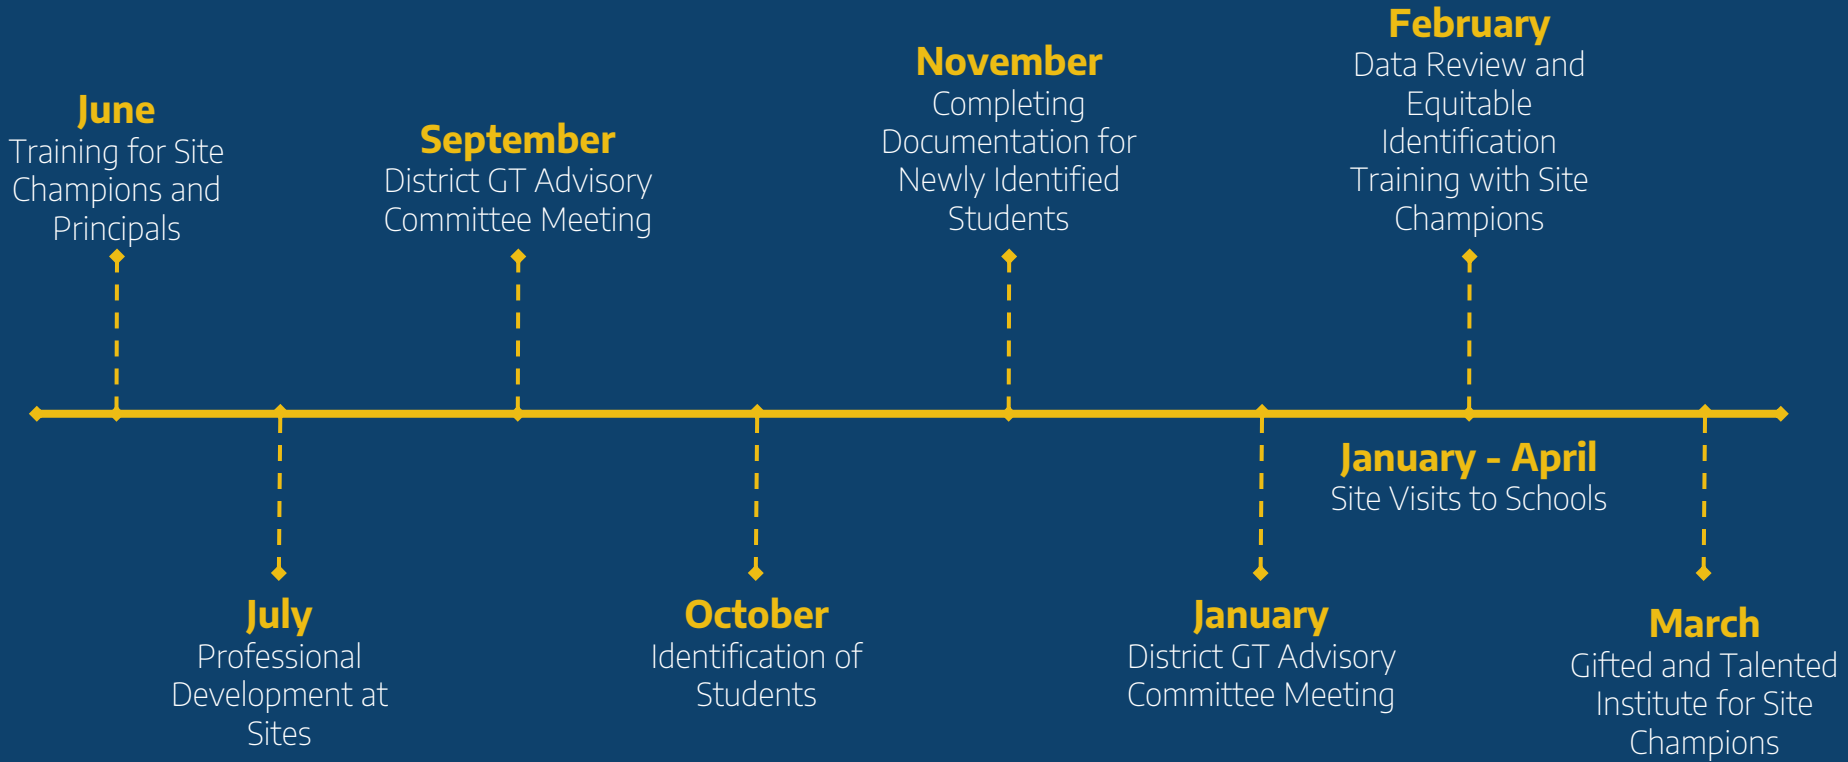 June
Training for Site
Champions and
Principals
July
Professional
Development at
Sites
September
District GT Advisory
Committee Meeting
October
Identification of
Students
November
Completing
Documentation for
Newly Identified
Students
January
District GT Advisory
Committee Meeting
February
Data Review and
Equitable
Identification
Training with Site
Champions
January - April
Site Visits to Schools
March
Gifted and Talented
Institute for Site
Champions